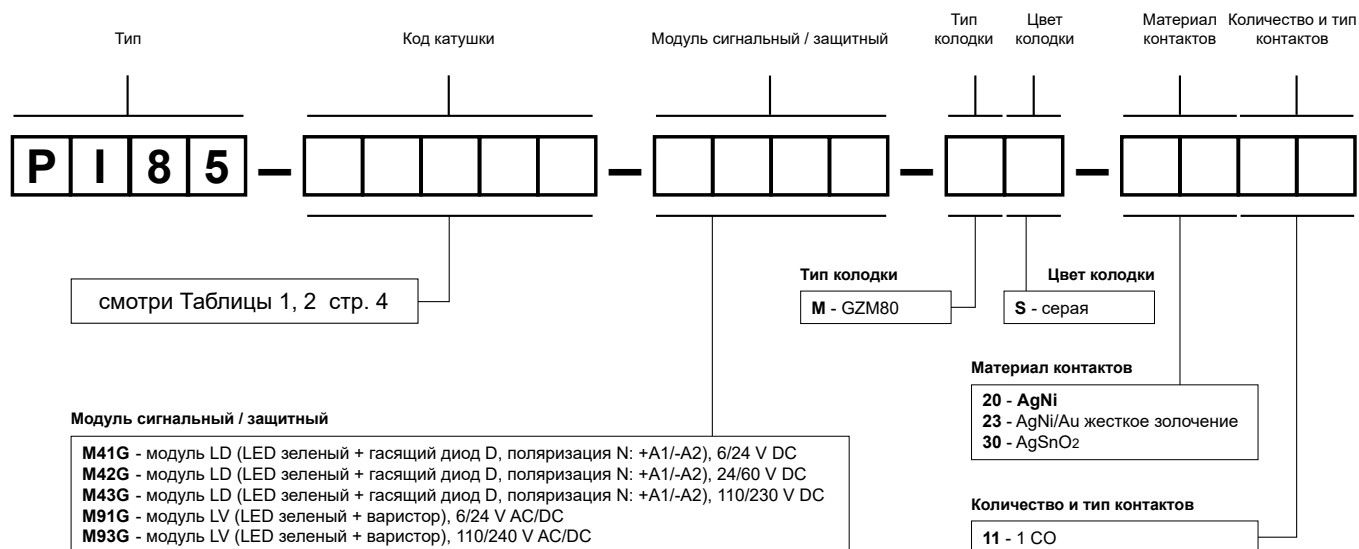 Тип
Код катушки
Модуль сигнальный / защитный
Тип
колодки
Цвет
колодки
Материал
контактов
Количество и тип
контактов
P I 8 5 – – – –
смотри Таблицы 1, 2 стр. 4
Тип колодки
M - GZM80
Цвет колодки
S - серая
Материал контактов
20 - AgNi
23 - AgNi/Au жесткое золочение
30 - AgSnO2
Модуль сигнальный / защитный
M41G - модуль LD (LED зеленый + гасящий диод D, поляризация N: +A1/-A2), 6/24 V DC
M42G - модуль LD (LED зеленый + гасящий диод D, поляризация N: +A1/-A2), 24/60 V DC
M43G - модуль LD (LED зеленый + гасящий диод D, поляризация N: +A1/-A2), 110/230 V DC
M91G - модуль LV (LED зеленый + варистор), 6/24 V AC/DC
M93G - модуль LV (LED зеленый + варистор), 110/240 V AC/DC
Количество и тип контактов
11 - 1 CO